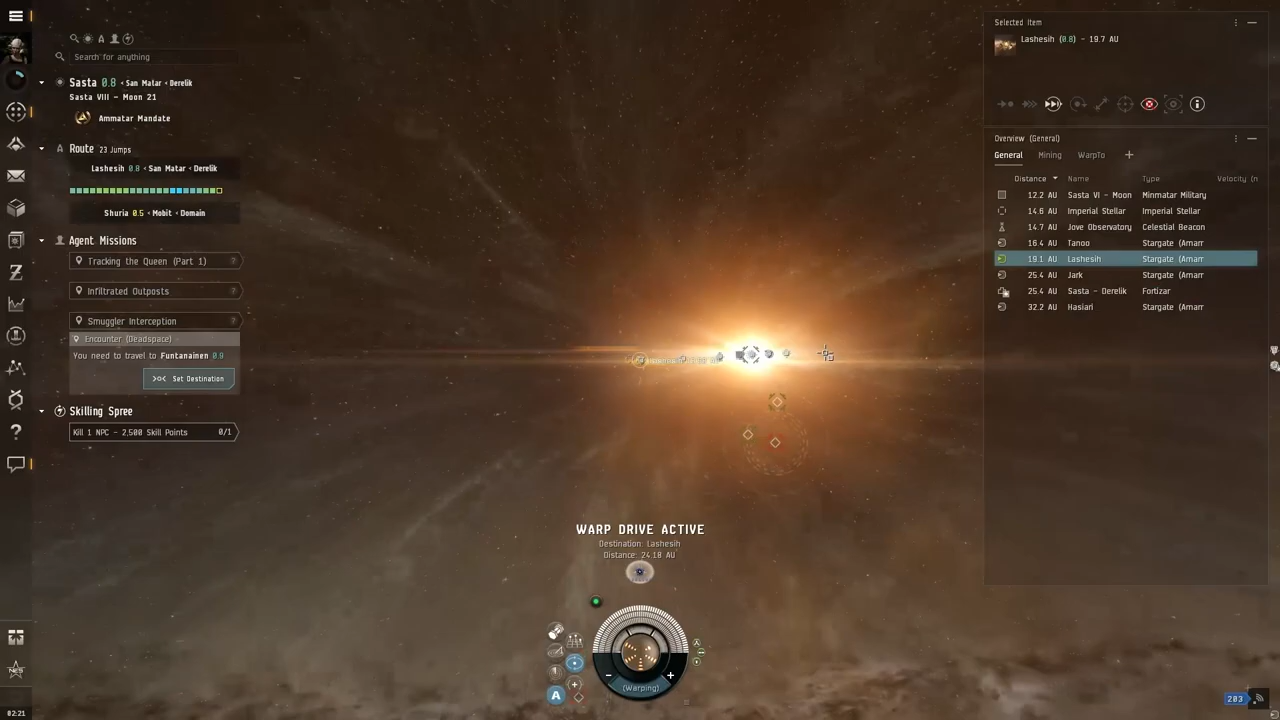 Search for anything
Sasta 0.8 ‹ San Matar ‹ Derelik
Sasta VIII - Moon 21
Ammatar Mandate
Route 23 Jumps
Lashesih 0.8 ‹ San Matar ‹ Derelik
Shuria 0.5 ‹ Mobit ‹ Domain
Agent Missions
Tracking the Queen (Part 1) ?
Infiltrated Outposts ?
Smuggler Interception ?
Encounter (Deadspace)
You need to travel to Funtanainen 0.9
Set Destination
Skilling Spree
Kill 1 NPC - 2,500 Skill Points 0/1
02:21
WARP DRIVE ACTIVE
Destination: Lashesih
Distance: 24.18 AU
A
(Warping)
Selected Item
Lashesih (0.8) - 19.7 AU
Overview (General)
General Mining WarpTo +
Distance Name Type Velocity (m
12.2 AU Sasta VI - Moon Minmatar Military
14.6 AU Imperial Stellar Imperial Stellar
14.7 AU Jove Observatory Celestial Beacon
16.4 AU Tanoo Stargate (Amarr
19.1 AU Lashesih Stargate (Amarr
25.4 AU Jark Stargate (Amarr
25.4 AU Sasta - Derelik Fortizar
32.2 AU Hasiari Stargate (Amarr
203